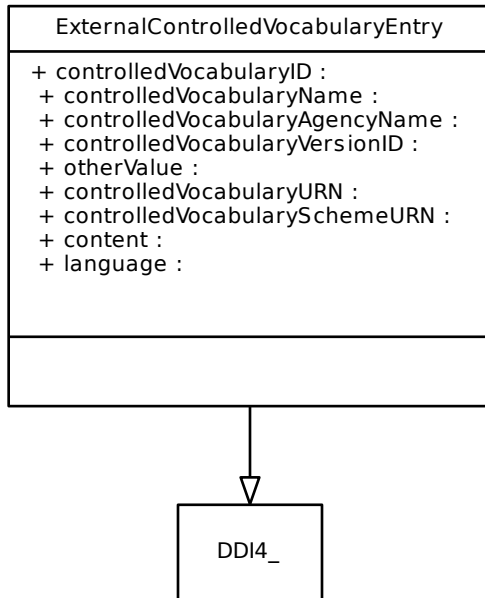 ExternalControlledVocabularyEntry
+ controlledVocabularyID :
+ controlledVocabularyName :
+ controlledVocabularyAgencyName :
+ controlledVocabularyVersionID :
+ otherValue :
+ controlledVocabularyURN :
+ controlledVocabularySchemeURN :
+ content :
+ language :
DDI4_